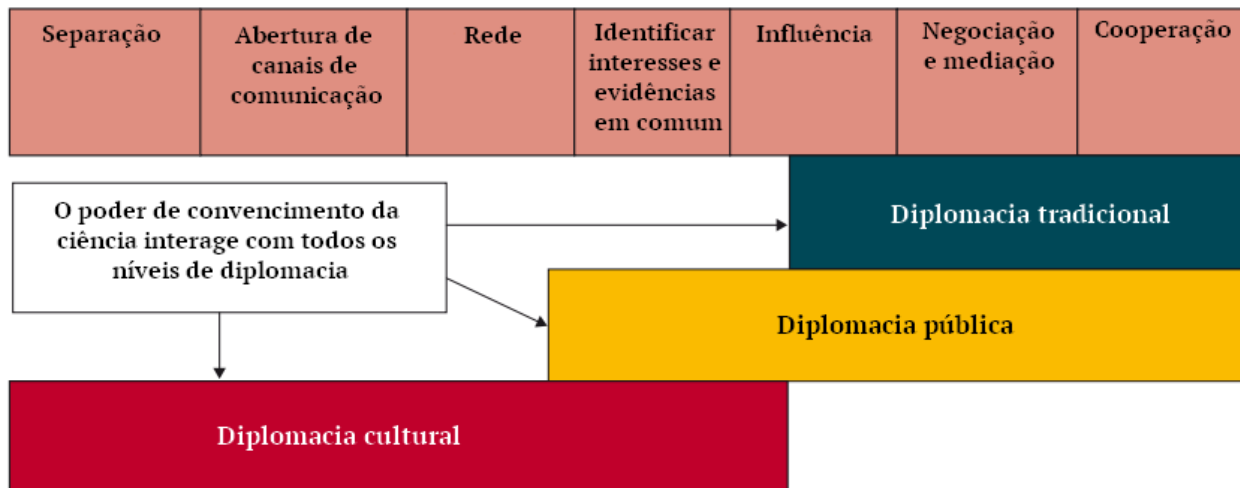 Separação
Abertura de
canais de
comunicação
Rede
Identificar
interesses e
evidências
em comum
Influência
Negociação
e mediação
Cooperação
O poder de convencimento da
ciência interage com todos os
níveis de diplomacia
Diplomacia tradicional
Diplomacia pública
Diplomacia cultural